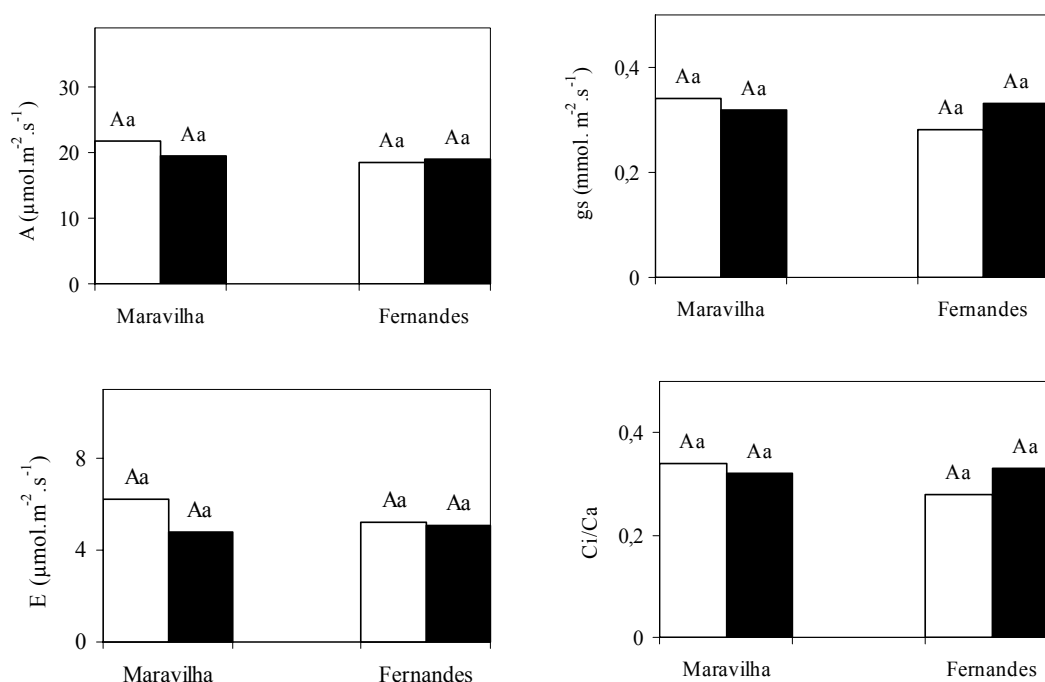 A (µmol.m⁻².s⁻¹)
30
20
10
0
Aa
Aa
Aa
Aa
Maravilha
Fernandes
gs (mmol. m⁻².s⁻¹)
0,4
0,2
0
Aa
Aa
Aa
Aa
Maravilha
Fernandes
E (µmol.m⁻².s⁻¹)
8
4
0
Aa
Aa
Aa
Aa
Maravilha
Fernandes
Ci/Ca
0,4
0,2
0
Aa
Aa
Aa
Aa
Maravilha
Fernandes